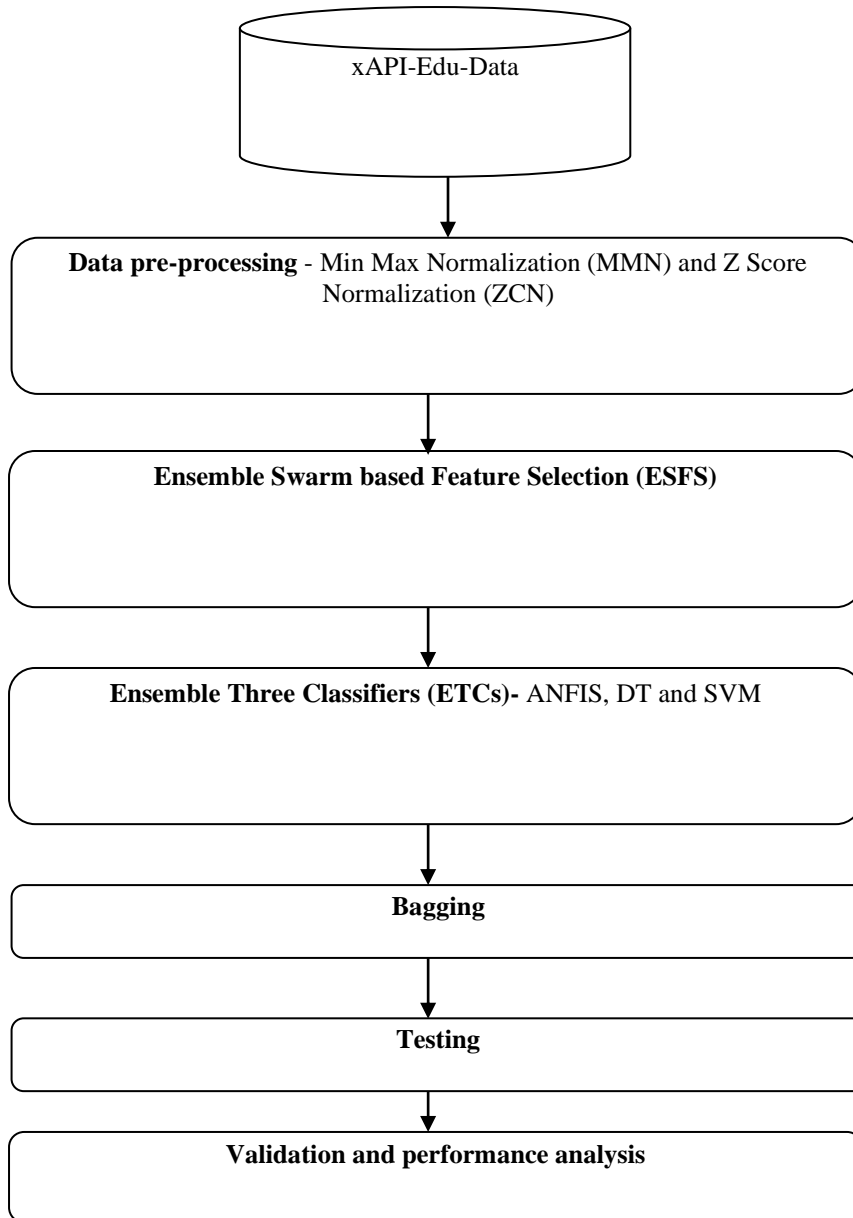 xAPI-Edu-Data
Data pre-processing - Min Max Normalization (MMN) and Z Score
Normalization (ZCN)
Ensemble Swarm based Feature Selection (ESFS)
Ensemble Three Classifiers (ETCs)- ANFIS, DT and SVM
Bagging
Testing
Validation and performance analysis